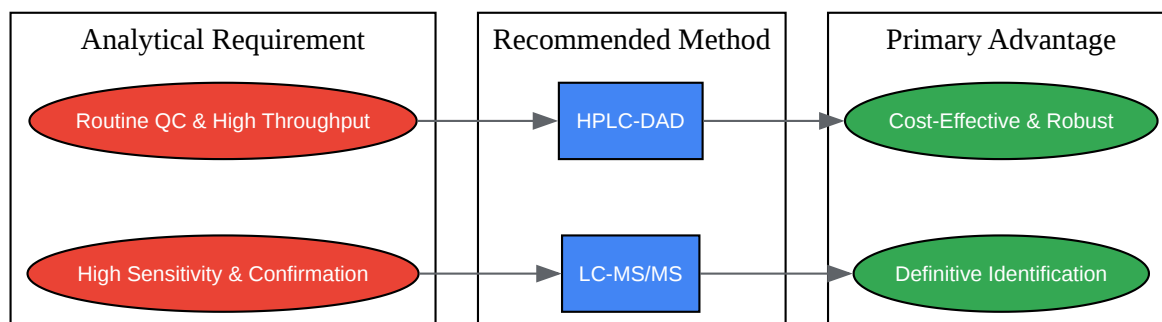 Analytical Requirement
Recommended Method
Primary Advantage
Routine QC & High Throughput
HPLC-DAD
Cost-Effective & Robust
High Sensitivity & Confirmation
LC-MS/MS
Definitive Identification